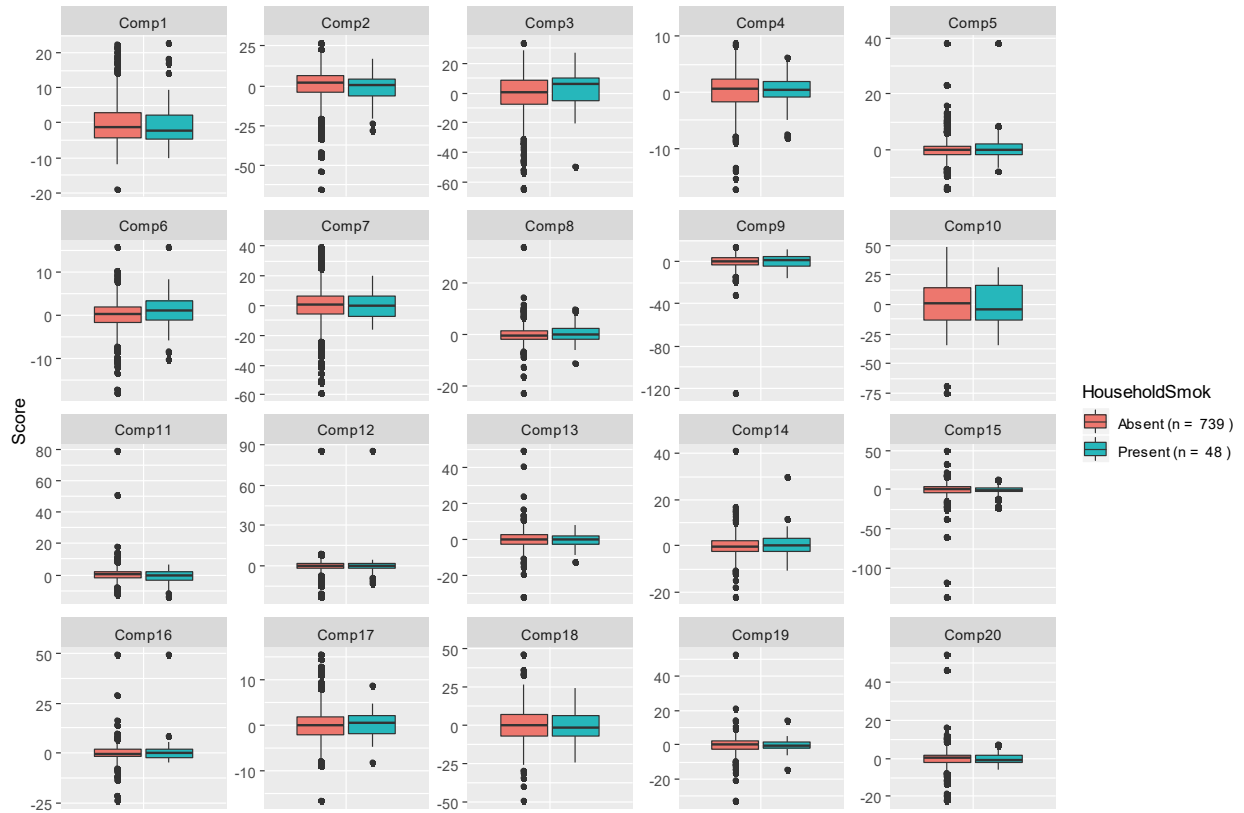 Comp1 Comp2 Comp3 Comp4 Comp5
20 10 0 -10 -20
25 0 -25 -50
20 0 -20 -40 -60
10 0 -10
40 20 0
Comp6 Comp7 Comp8 Comp9 Comp10
10 0 -10
40 20 0 -20 -40 -60
20 0 -20
0 -40 -80 -120
50 25 0 -25 -50 -75
Score
HouseholdSmok
Absent (n = 739 )
Present (n = 48 )
Comp11 Comp12 Comp13 Comp14 Comp15
80 60 40 20 0
90 60 30 0
40 20 0 -20
40 20 0 -20
50 0 -50 -100
Comp16 Comp17 Comp18 Comp19 Comp20
50 25 0 -25
10 0 -10
50 25 0 -25 -50
40 20 0 -20
40 20 0 -20